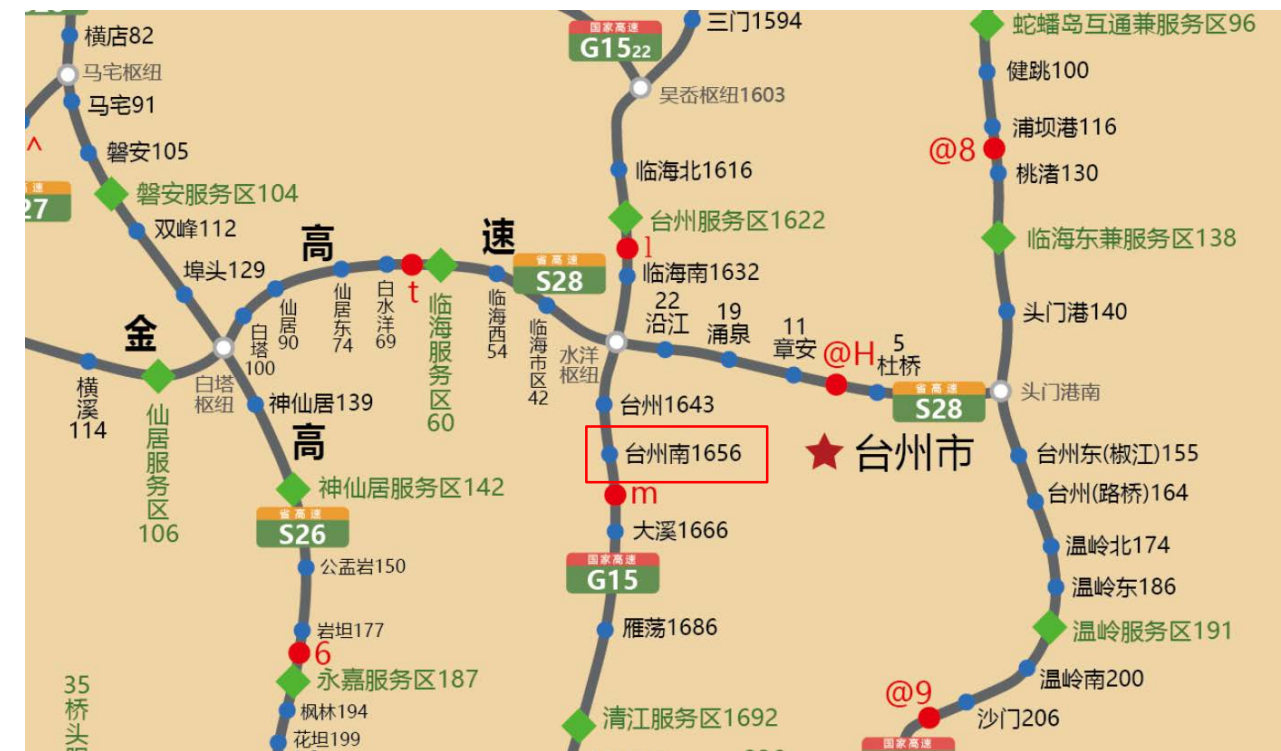 横店82
马宅枢纽
马宅91
^
磐安105
磐安服务区104
省高速
27
双峰112
埠头129
高
速
金
横溪114
仙居服务区106
白塔枢纽
白塔100
仙居90
仙居东74
白水洋69
t
临海服务区60
临海西54
省高速
S28
临海市区42
水洋枢纽
神仙居139
高
神仙居服务区142
省高速
S26
公盂岩150
岩坦177
6
永嘉服务区187
枫林194
花坦199
35
桥头
国家高速
G1522
三门1594
吴岙枢纽1603
临海北1616
台州服务区1622
l
临海南1632
22
沿江
19
涌泉
11
章安
@H
5
杜桥
省高速
S28
台州1643
台州南1656
m
大溪1666
国家高速
G15
雁荡1686
清江服务区1692
台州市
蛇蟠岛互通兼服务区96
健跳100
浦坝港116
@8
桃渚130
临海东兼服务区138
头门港140
头门港南
台州东(椒江)155
台州(路桥)164
温岭北174
温岭东186
温岭服务区191
温岭南200
@9
沙门206
国家高速